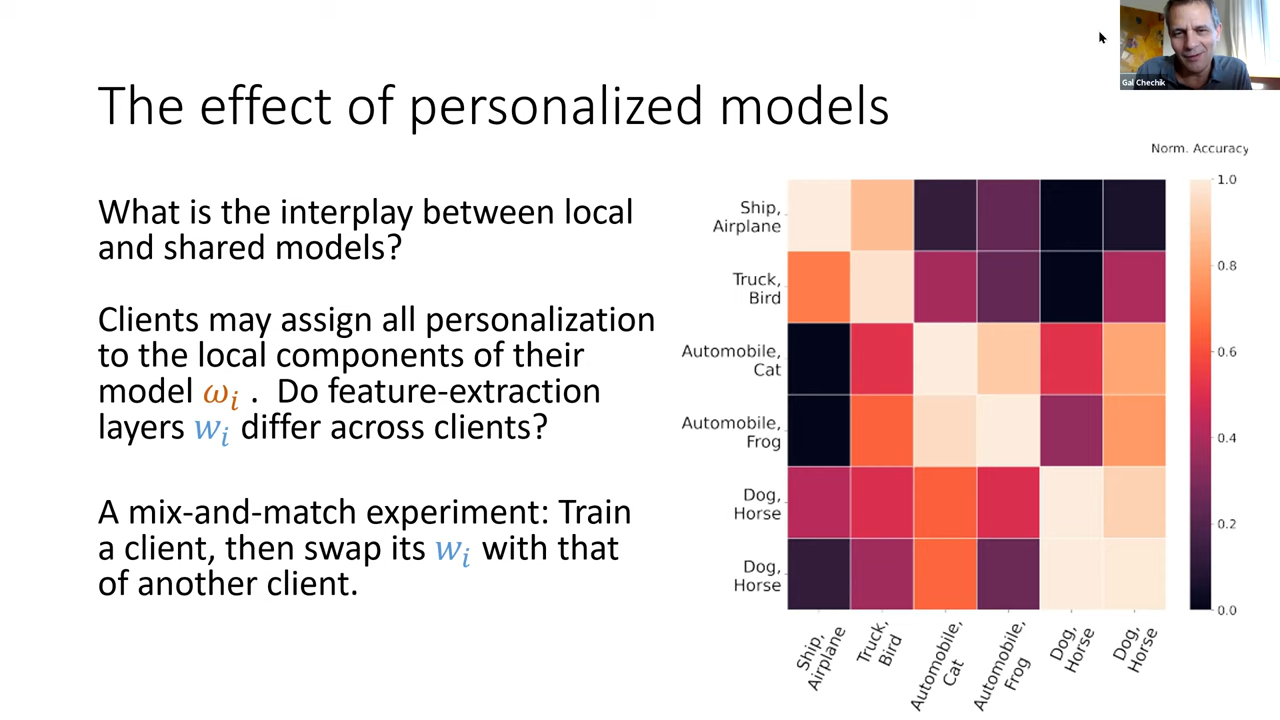 Gal Chechik
The effect of personalized models
What is the interplay between local
and shared models?
Clients may assign all personalization
to the local components of their
model ωᵢ . Do feature-extraction
layers wᵢ differ across clients?
A mix-and-match experiment: Train
a client, then swap its wᵢ with that
of another client.
Norm. Accuracy
Ship,
Airplane
Truck,
Bird
Automobile,
Cat
Automobile,
Frog
Dog,
Horse
Dog,
Horse
Ship,
Airplane
Truck,
Bird
Automobile,
Cat
Automobile,
Frog
Dog,
Horse
Dog,
Horse
1.0
0.8
0.6
0.4
0.2
0.0